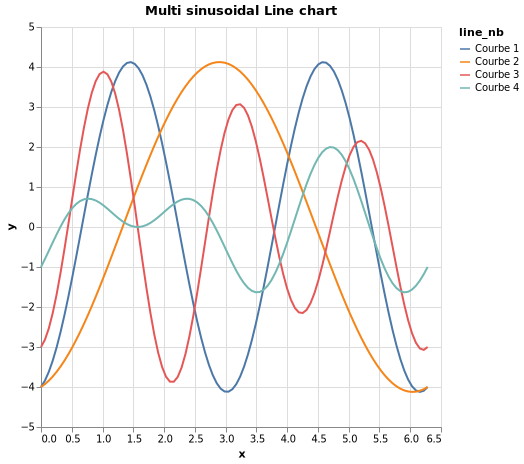 Multi sinusoidal Line chart
line_nb
Courbe 1
Courbe 2
Courbe 3
Courbe 4
5
4
3
2
1
0
−1
−2
−3
−4
−5
y
0.0 0.5 1.0 1.5 2.0 2.5 3.0 3.5 4.0 4.5 5.0 5.5 6.0 6.5
x